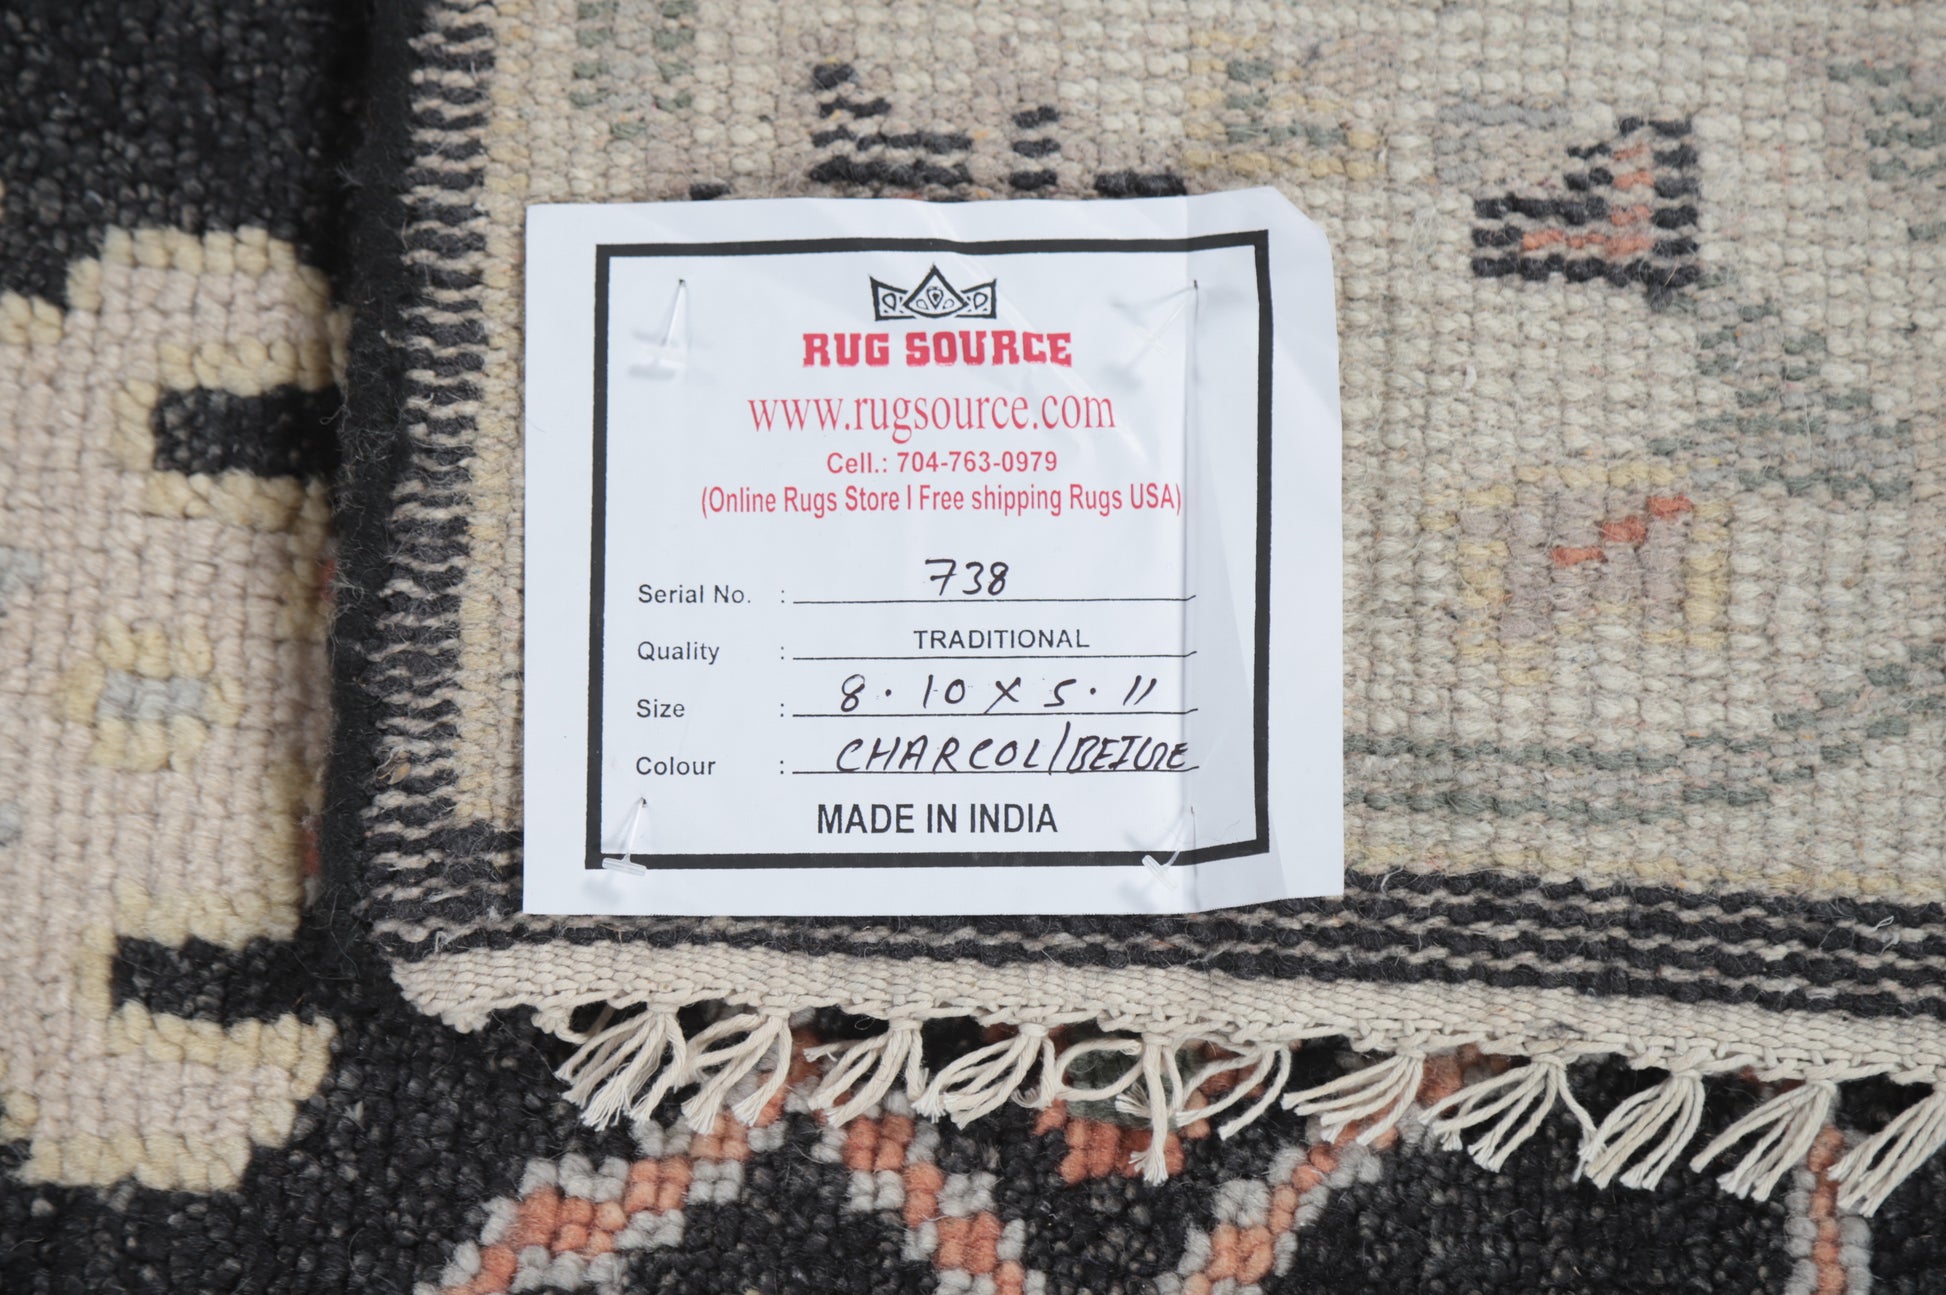 RUG SOURCE
www.rugsource.com
Cell.: 704-763-0979
(Online Rugs Store I Free shipping Rugs USA)
Serial No. : 738
Quality : TRADITIONAL
Size : 8.10 X 5.11
Colour : CHARCOL/BEIGE
MADE IN INDIA